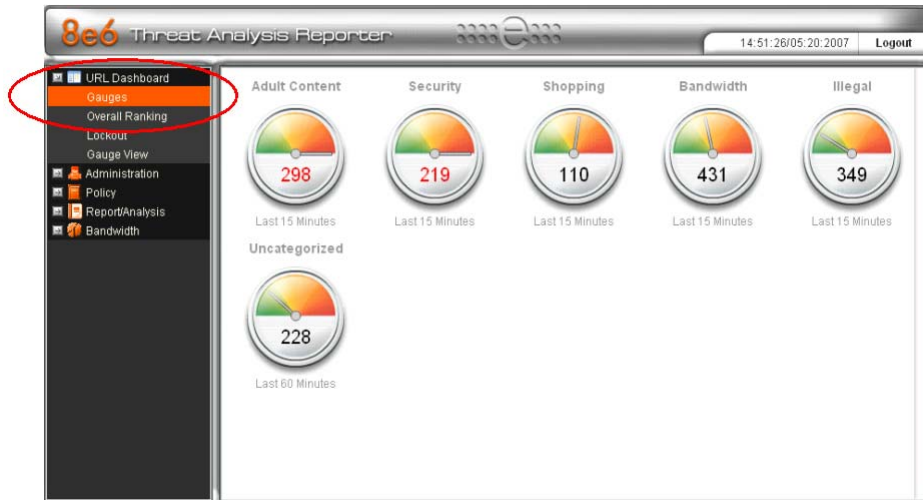 8e6 Threat Analysis Reporter
14:51:26/05:20:2007 Logout
URL Dashboard
Gauges
Overall Ranking
Lockout
Gauge View
Administration
Policy
Report/Analysis
Bandwidth
Adult Content
298
Last 15 Minutes
Security
219
Last 15 Minutes
Shopping
110
Last 15 Minutes
Bandwidth
431
Last 15 Minutes
Illegal
349
Last 15 Minutes
Uncategorized
228
Last 60 Minutes